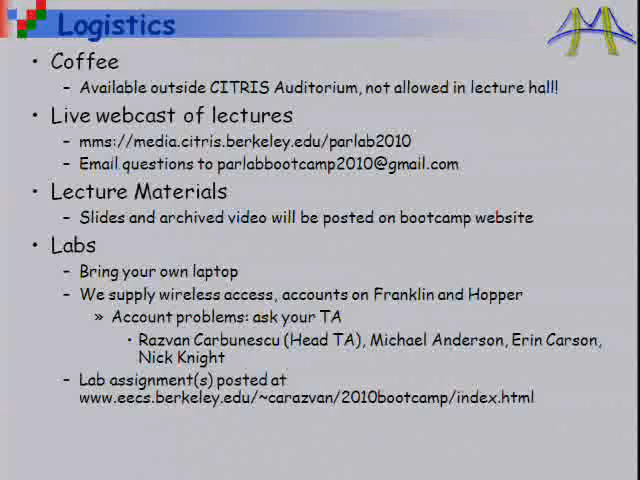 Logistics
• Coffee
– Available outside CITRIS Auditorium, not allowed in lecture hall!
• Live webcast of lectures
– mms://media.citris.berkeley.edu/parlab2010
– Email questions to parlabbootcamp2010@gmail.com
• Lecture Materials
– Slides and archived video will be posted on bootcamp website
• Labs
– Bring your own laptop
– We supply wireless access, accounts on Franklin and Hopper
» Account problems: ask your TA
• Razvan Carbunescu (Head TA), Michael Anderson, Erin Carson,
Nick Knight
– Lab assignment(s) posted at
www.eecs.berkeley.edu/~carazvan/2010bootcamp/index.html